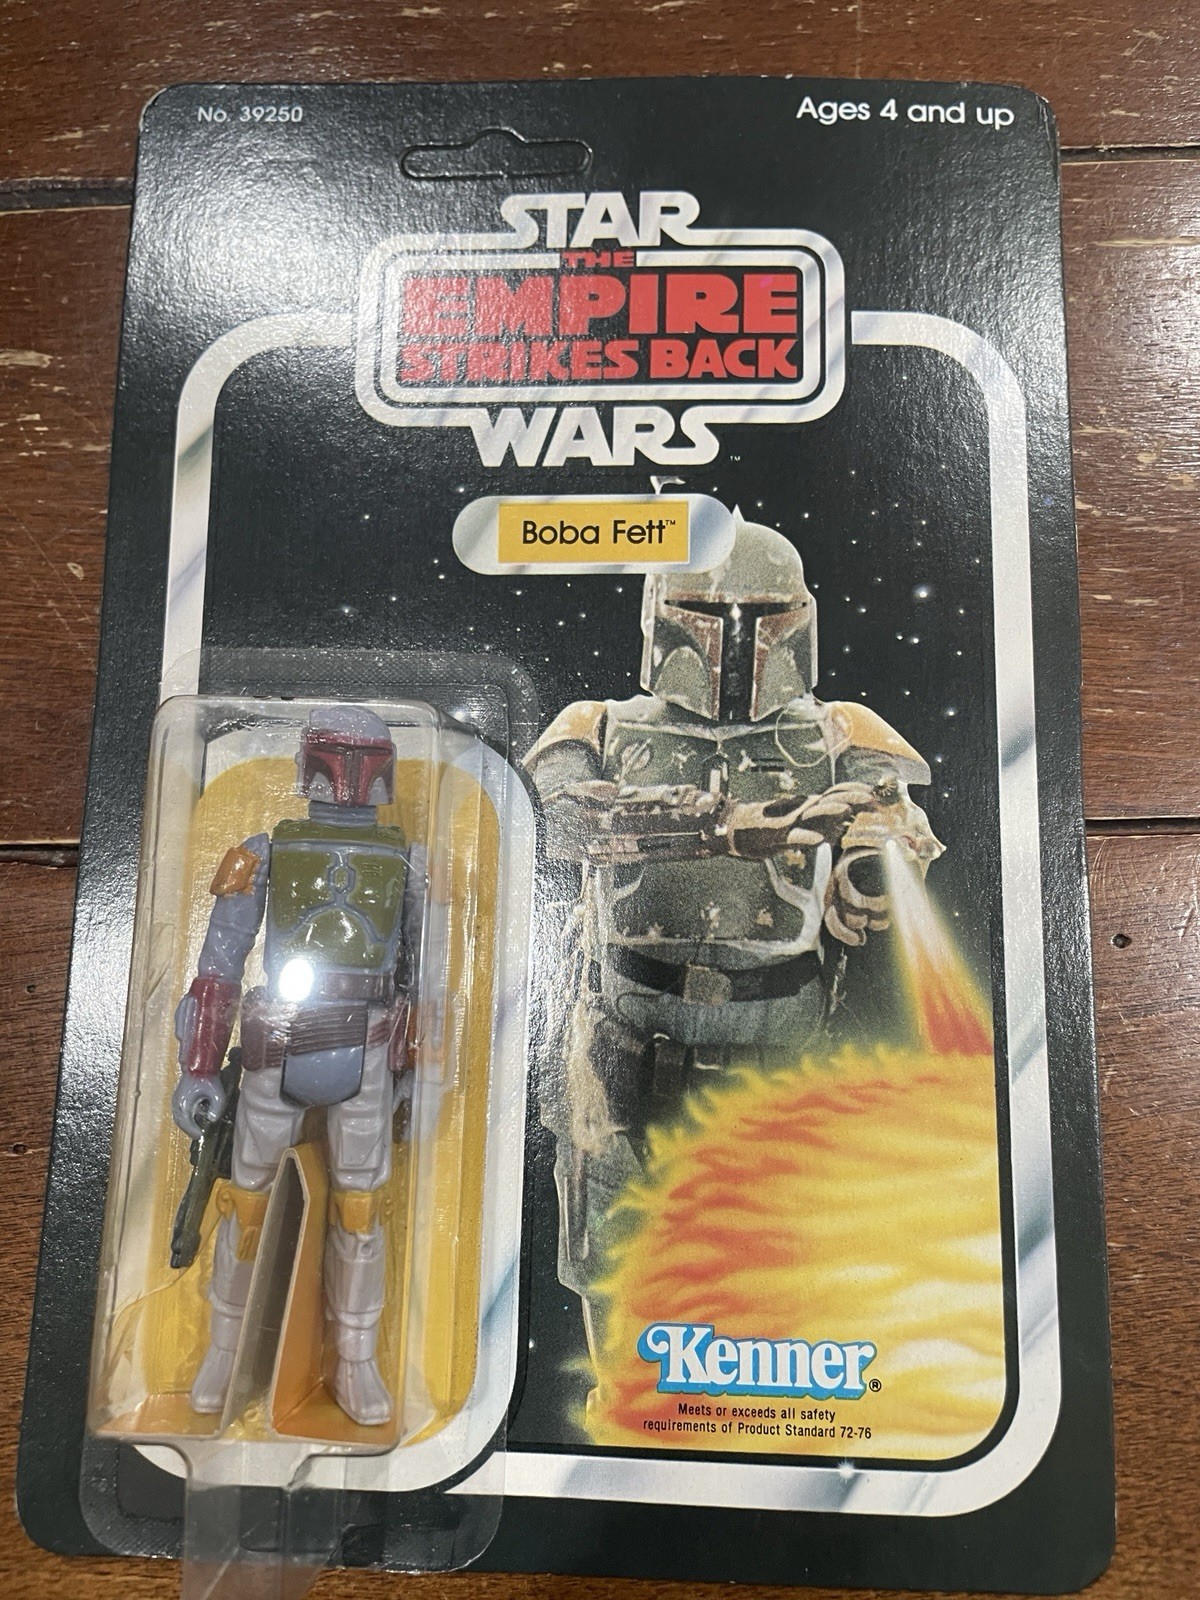 No. 39250
Ages 4 and up
STAR
THE
EMPIRE
STRIKES BACK
WARS™
Boba Fett™
Kenner®
Meets or exceeds all safety
requirements of Product Standard 72-76